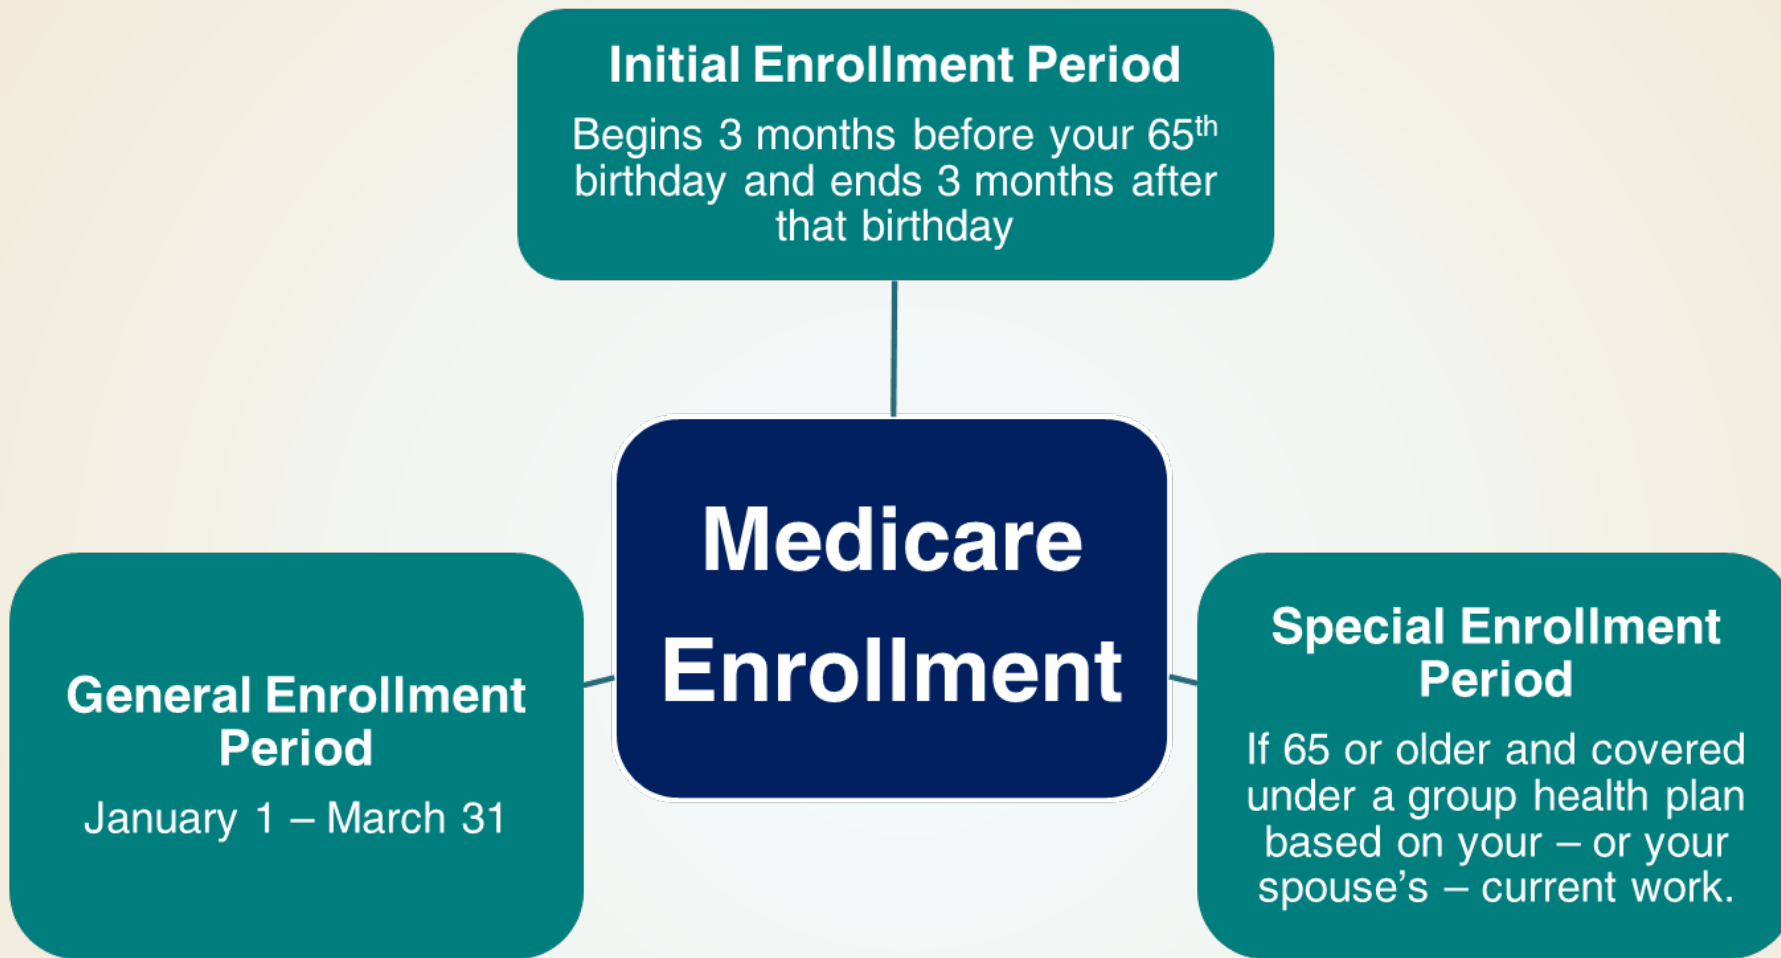 Initial Enrollment Period
Begins 3 months before your 65th
birthday and ends 3 months after
that birthday
Medicare
Enrollment
General Enrollment
Period
January 1 – March 31
Special Enrollment
Period
If 65 or older and covered
under a group health plan
based on your – or your
spouse’s – current work.